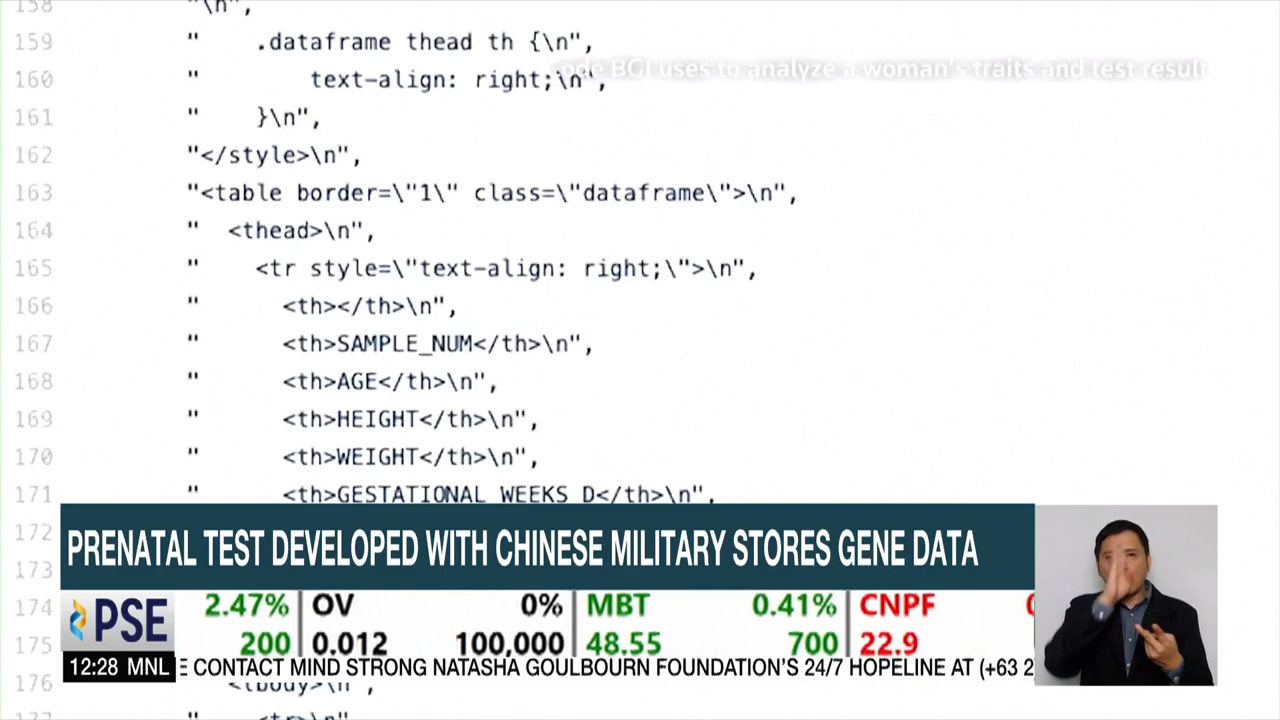 158 "\n",
159 " .dataframe thead th {\n",
ode BGI uses to analyze a woman's traits and test result
160 " text-align: right;\n",
161 " }\n",
162 "</style>\n",
163 "<table border=\"1\" class=\"dataframe\">\n",
164 " <thead>\n",
165 " <tr style=\"text-align: right;\">\n",
166 " <th></th>\n",
167 " <th>SAMPLE_NUM</th>\n",
168 " <th>AGE</th>\n",
169 " <th>HEIGHT</th>\n",
170 " <th>WEIGHT</th>\n",
171 " <th>GESTATIONAL_WEEKS_D</th>\n",
172
PRENATAL TEST DEVELOPED WITH CHINESE MILITARY STORES GENE DATA
173
174
PSE
2.47% OV 0% MBT 0.41% CNPF
175
200 0.012 100,000 48.55 700 22.9
12:28 MNL E CONTACT MIND STRONG NATASHA GOULBOURN FOUNDATION'S 24/7 HOPELINE AT (+63 2
176 " <tbody>\n",
177 " <tr>\n"